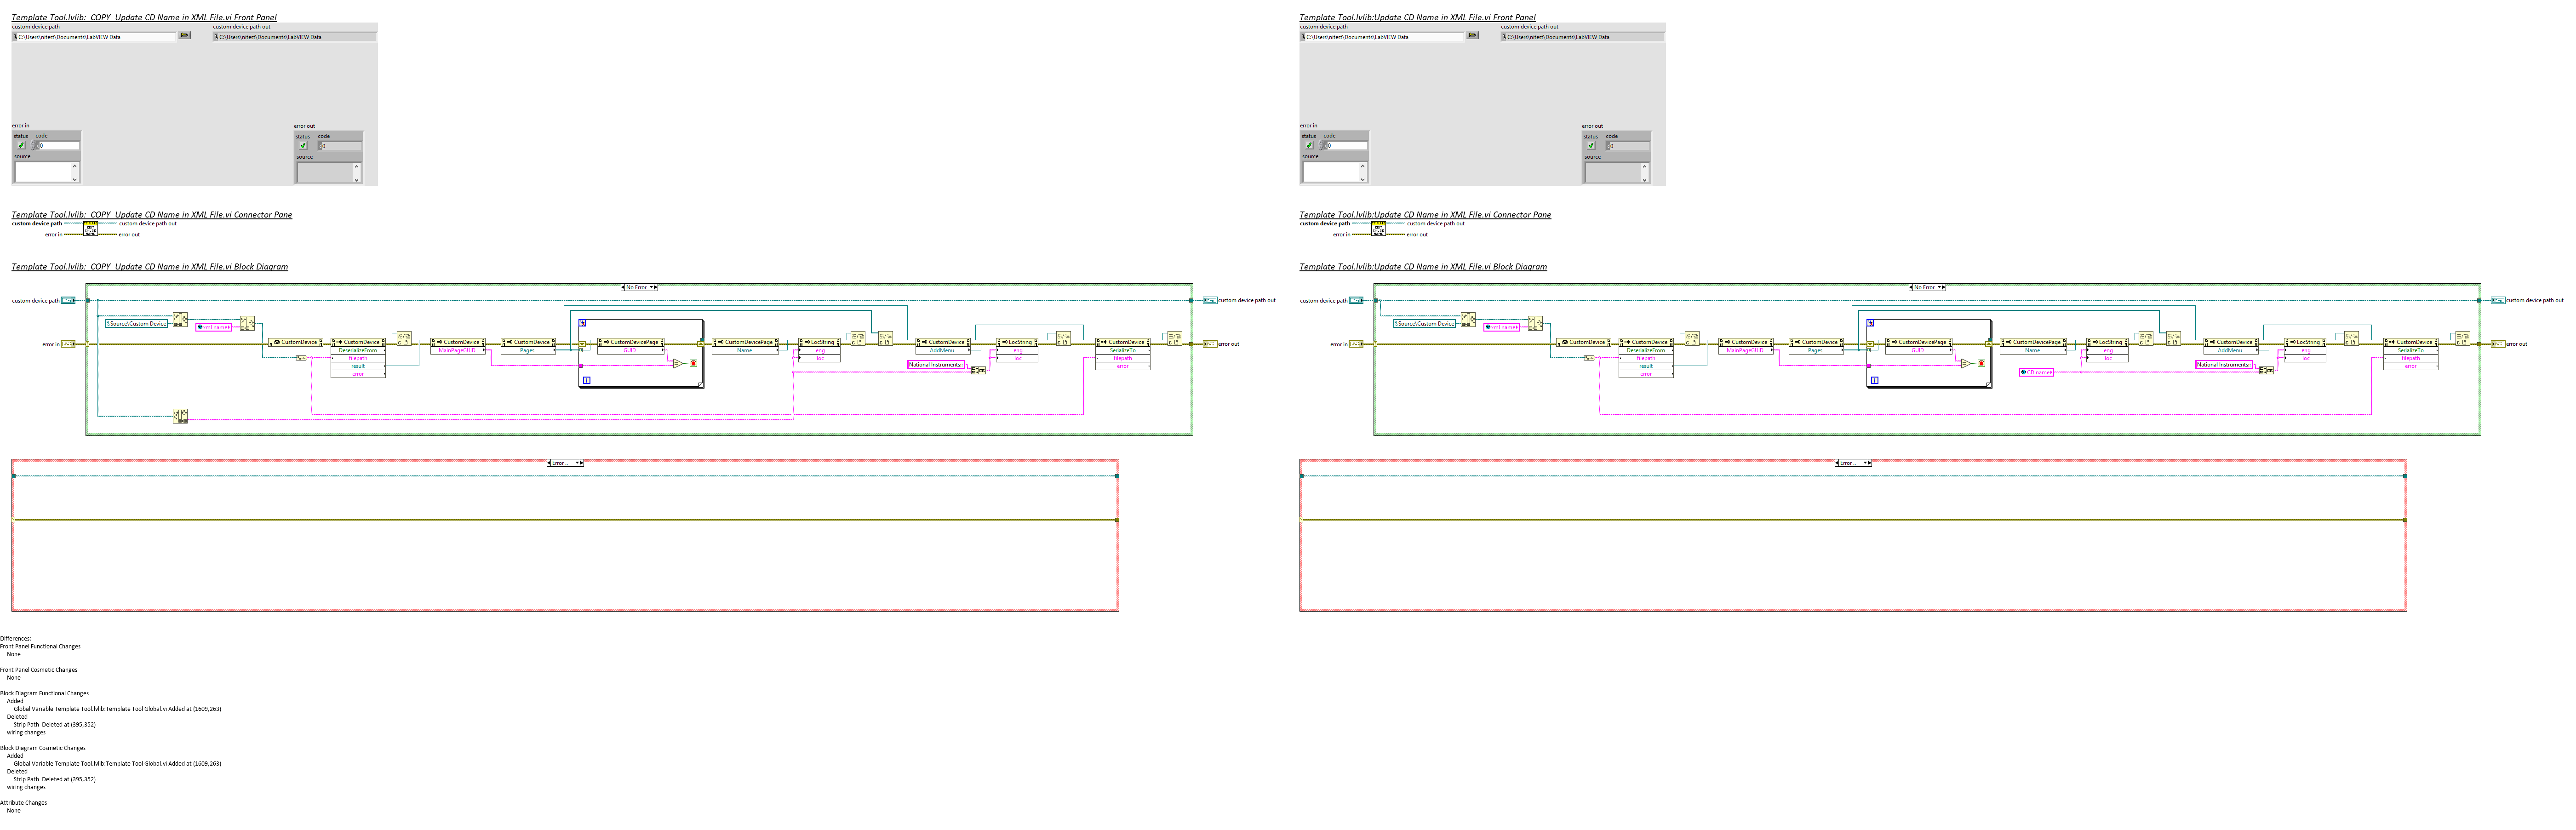 Template Tool.lvlib: COPY Update CD Name in XML File.vi Front Panel
custom device path
custom device path out
C:\Users\nitest\Documents\LabVIEW Data
C:\Users\nitest\Documents\LabVIEW Data
error in
error out
status code
status code
0
0
source
source
Template Tool.lvlib: COPY Update CD Name in XML File.vi Connector Pane
custom device path
custom device path out
error in
error out
Template Tool.lvlib: COPY Update CD Name in XML File.vi Block Diagram
No Error
custom device path
custom device path out
\Source\Custom Device
xml name
error in
CustomDevice
CustomDevice
DeserializeFrom
filepath
result
error
CustomDevice
MainPageGUID
CustomDevice
Pages
N
CustomDevicePage
GUID
i
CustomDevicePage
Name
LocString
eng
loc
CustomDevice
AddMenu
National Instruments::
LocString
eng
loc
CustomDevice
SerializeTo
filepath
error
error out
Error
Template Tool.lvlib:Update CD Name in XML File.vi Front Panel
custom device path
custom device path out
C:\Users\nitest\Documents\LabVIEW Data
C:\Users\nitest\Documents\LabVIEW Data
error in
error out
status code
status code
0
0
source
source
Template Tool.lvlib:Update CD Name in XML File.vi Connector Pane
custom device path
custom device path out
error in
error out
Template Tool.lvlib:Update CD Name in XML File.vi Block Diagram
No Error
custom device path
custom device path out
\Source\Custom Device
xml name
error in
CustomDevice
CustomDevice
DeserializeFrom
filepath
result
error
CustomDevice
MainPageGUID
CustomDevice
Pages
N
CustomDevicePage
GUID
i
CustomDevicePage
Name
CD name
LocString
eng
loc
CustomDevice
AddMenu
National Instruments::
LocString
eng
loc
CustomDevice
SerializeTo
filepath
error
error out
Error
Differences:
Front Panel Functional Changes
None
Front Panel Cosmetic Changes
None
Block Diagram Functional Changes
Added
Global Variable Template Tool.lvlib:Template Tool Global.vi Added at (1609,263)
Deleted
Strip Path Deleted at (395,352)
wiring changes
Block Diagram Cosmetic Changes
Added
Global Variable Template Tool.lvlib:Template Tool Global.vi Added at (1609,263)
Deleted
Strip Path Deleted at (395,352)
wiring changes
Attribute Changes
None